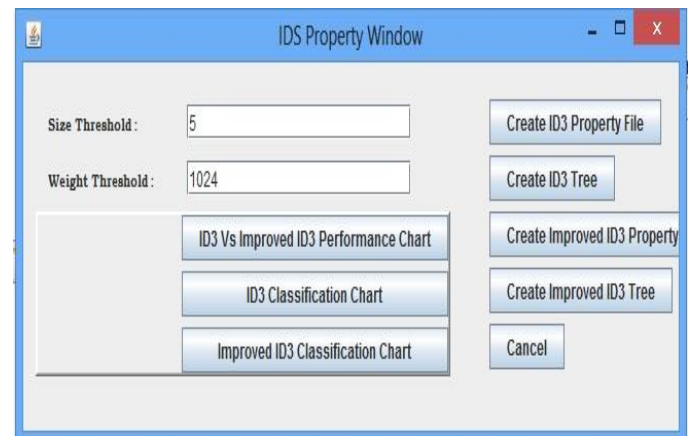 IDS Property Window
Size Threshold :
5
Create ID3 Property File
Weight Threshold :
1024
Create ID3 Tree
ID3 Vs Improved ID3 Performance Chart
Create Improved ID3 Property
ID3 Classification Chart
Create Improved ID3 Tree
Improved ID3 Classification Chart
Cancel